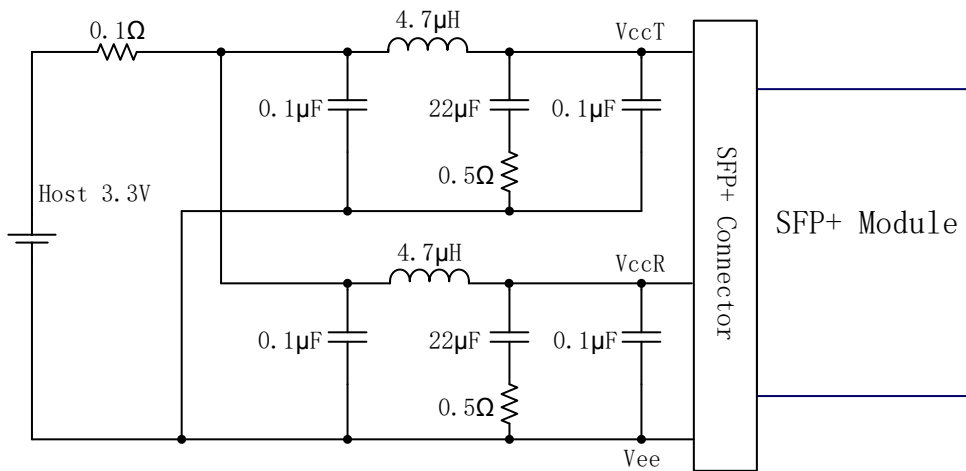 0.1Ω
4.7μH
VccT
0.1μF
22μF
0.1μF
0.5Ω
Host 3.3V
SFP+ Connector
SFP+ Module
4.7μH
VccR
0.1μF
22μF
0.1μF
0.5Ω
Vee